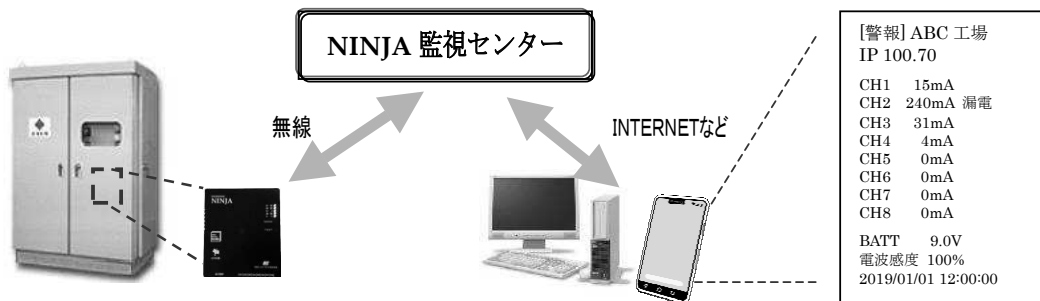 NINJA 監視センター
無線
INTERNETなど
NINJA
[警報] ABC 工場
IP 100.70
CH1 15mA
CH2 240mA 漏電
CH3 31mA
CH4 4mA
CH5 0mA
CH6 0mA
CH7 0mA
CH8 0mA
BATT 9.0V
電波感度 100%
2019/01/01 12:00:00